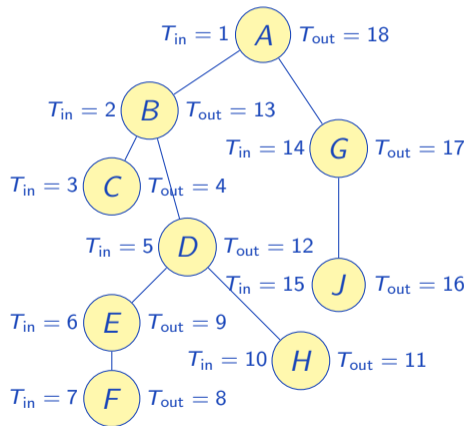 T_in = 1 A T_out = 18
T_in = 2 B T_out = 13
T_in = 14 G T_out = 17
T_in = 3 C T_out = 4
T_in = 5 D T_out = 12
T_in = 15 J T_out = 16
T_in = 6 E T_out = 9
T_in = 10 H T_out = 11
T_in = 7 F T_out = 8